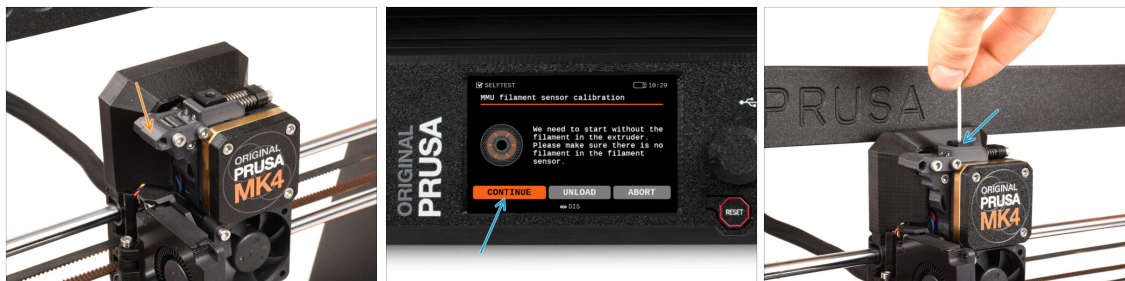 ORIGINAL
PRUSA
MK4
ORIGINAL
PRUSA
SELFTEST
10:29
MMU filament sensor calibration
We need to start without the
filament in the extruder.
Please make sure there is no
filament in the filament
sensor.
CONTINUE
UNLOAD
ABORT
DIS
RESET
PRUSA
ORIGINAL
PRUSA
MK4